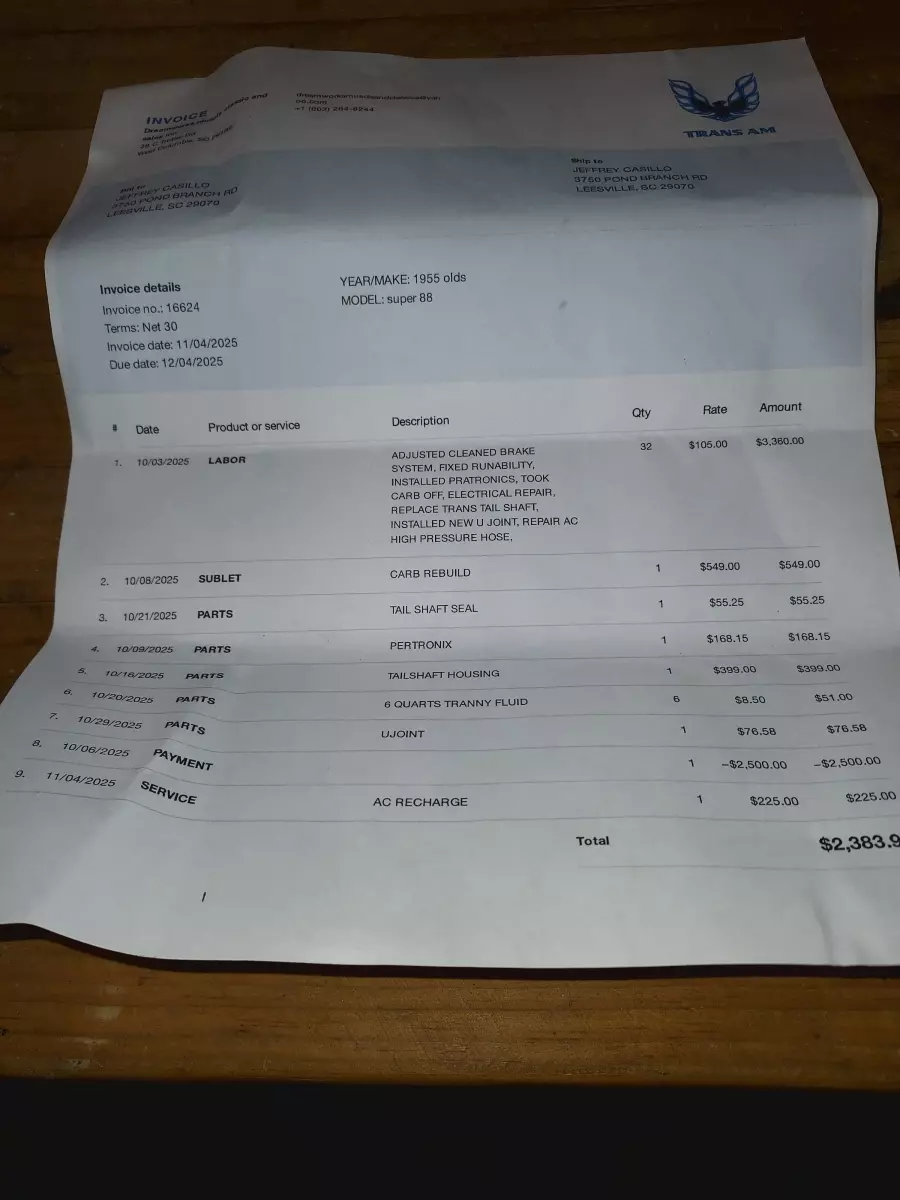 INVOICE
TRANS AM
Bill to
JEFFREY CASILLO
3750 POND BRANCH RD
LEESVILLE, SC 29070
Ship to
JEFFREY CASILLO
3750 POND BRANCH RD
LEESVILLE, SC 29070
Invoice details
Invoice no.: 16624
Terms: Net 30
Invoice date: 11/04/2025
Due date: 12/04/2025
YEAR/MAKE: 1955 olds
MODEL: super 88
# Date Product or service Description Qty Rate Amount
1. 10/03/2025 LABOR ADJUSTED CLEANED BRAKE 32 $105.00 $3,360.00
SYSTEM, FIXED RUNABILITY,
INSTALLED PRATRONICS, TOOK
CARB OFF, ELECTRICAL REPAIR,
REPLACE TRANS TAIL SHAFT,
INSTALLED NEW U JOINT, REPAIR AC
HIGH PRESSURE HOSE,
2. 10/08/2025 SUBLET CARB REBUILD 1 $549.00 $549.00
3. 10/21/2025 PARTS TAIL SHAFT SEAL 1 $55.25 $55.25
4. 10/09/2025 PARTS PERTRONIX 1 $168.15 $168.15
5. 10/16/2025 PARTS TAILSHAFT HOUSING 1 $399.00 $399.00
6. 10/20/2025 PARTS 6 QUARTS TRANNY FLUID 6 $8.50 $51.00
7. 10/29/2025 PARTS UJOINT 1 $76.58 $76.58
8. 10/06/2025 PAYMENT 1 −$2,500.00 −$2,500.00
9. 11/04/2025 SERVICE AC RECHARGE 1 $225.00 $225.00
Total $2,383.9